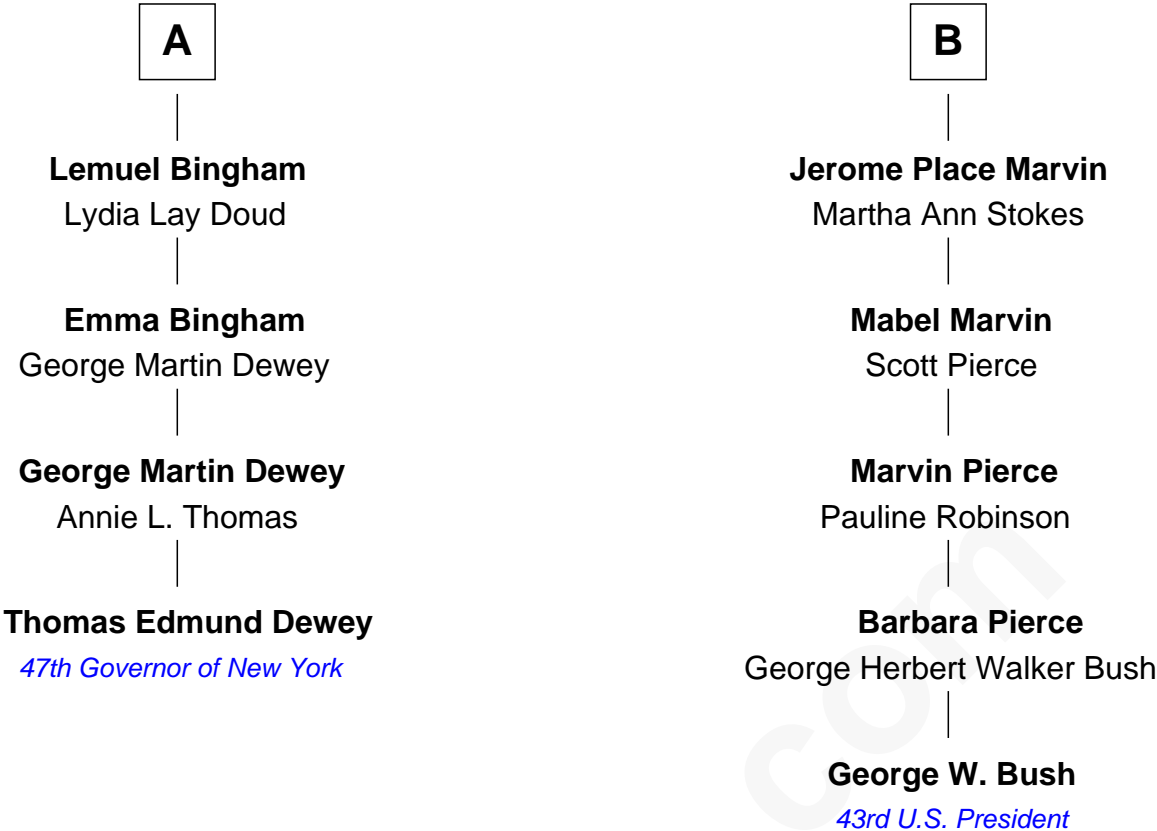 A
Lemuel Bingham
Lydia Lay Doud
Emma Bingham
George Martin Dewey
George Martin Dewey
Annie L. Thomas
Thomas Edmund Dewey
47th Governor of New York
B
Jerome Place Marvin
Martha Ann Stokes
Mabel Marvin
Scott Pierce
Marvin Pierce
Pauline Robinson
Barbara Pierce
George Herbert Walker Bush
George W. Bush
43rd U.S. President
com